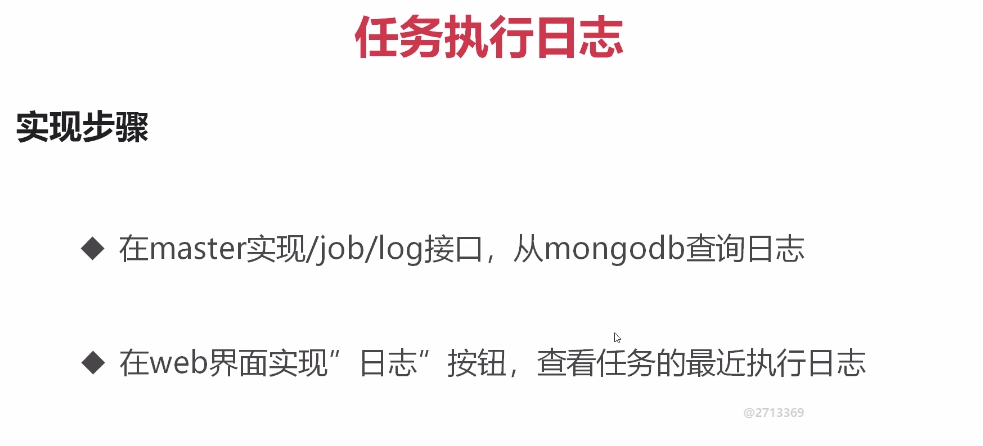 任务执行日志
实现步骤
◆ 在master实现/job/log接口，从mongodb查询日志
◆ 在web界面实现”日志”按钮，查看任务的最近执行日志
@2713369